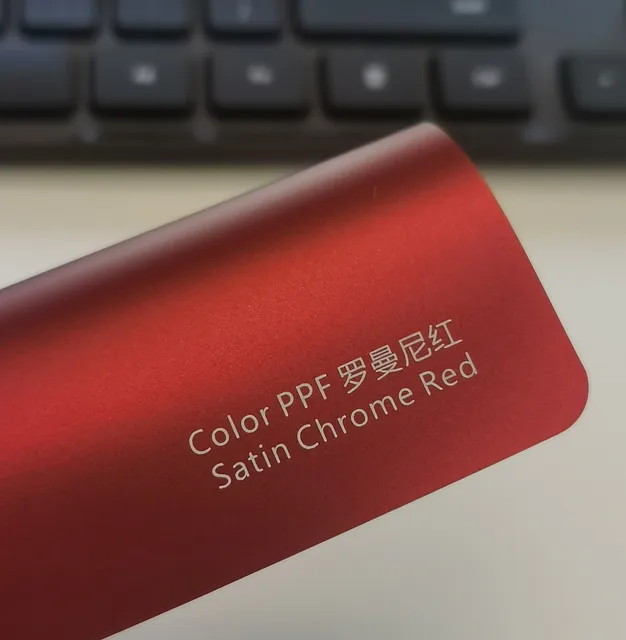 Color PPF 罗曼尼红
Satin Chrome Red